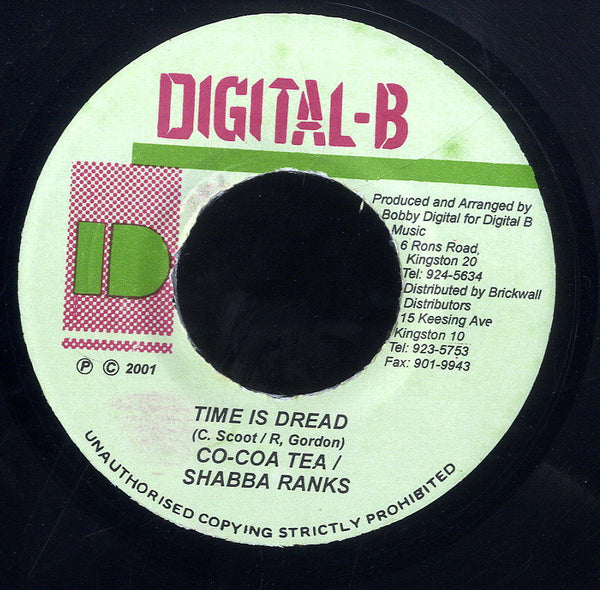 DIGITAL-B
Produced and Arranged by
Bobby Digital for Digital B
Music
6 Rons Road,
Kingston 20
Tel: 924-5634
Distributed by Brickwall
Distributors
15 Keesing Ave
Kingston 10
Tel: 923-5753
Fax: 901-9943
D
Ⓟ © 2001
TIME IS DREAD
(C. Scoot / R, Gordon)
CO-COA TEA /
SHABBA RANKS
UNAUTHORISED COPYING STRICTLY PROHIBITED